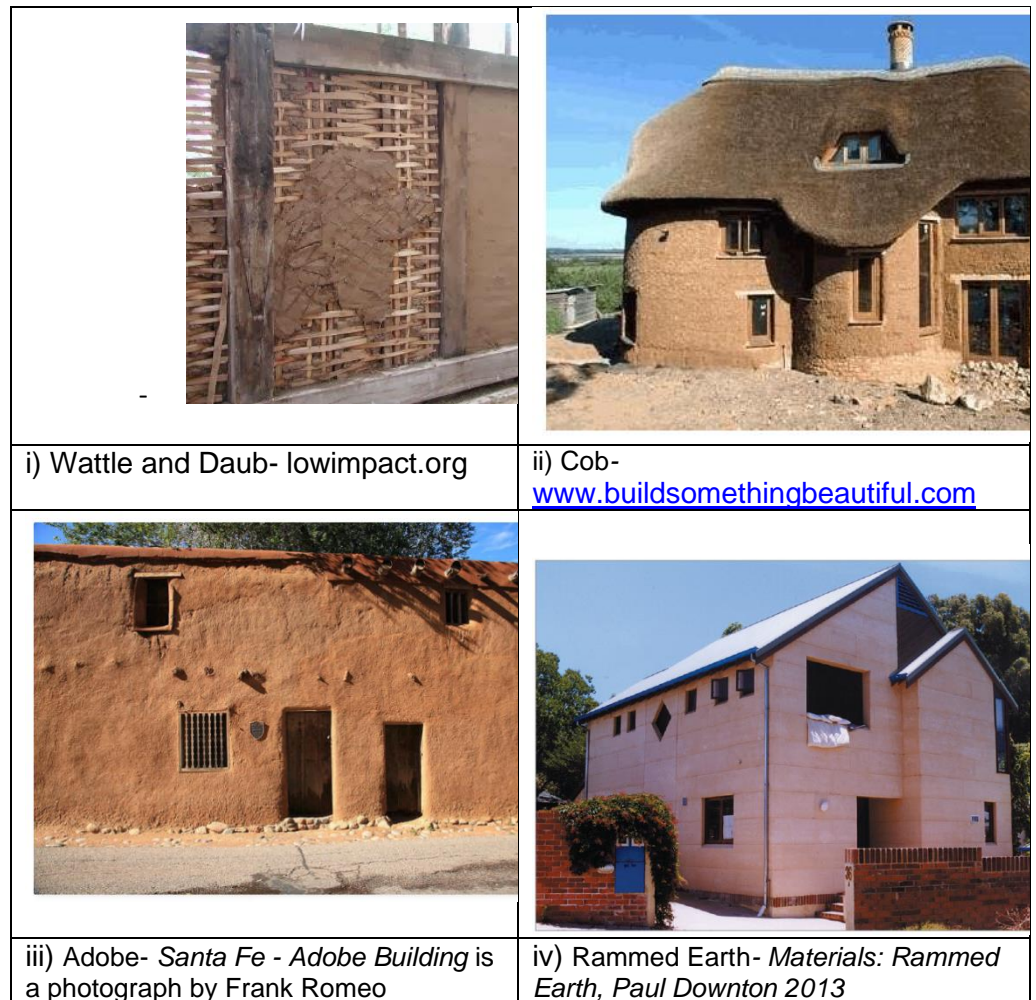 -
i) Wattle and Daub- lowimpact.org
ii) Cob-
www.buildsomethingbeautiful.com
iii) Adobe- Santa Fe - Adobe Building is
a photograph by Frank Romeo
iv) Rammed Earth- Materials: Rammed
Earth, Paul Downton 2013